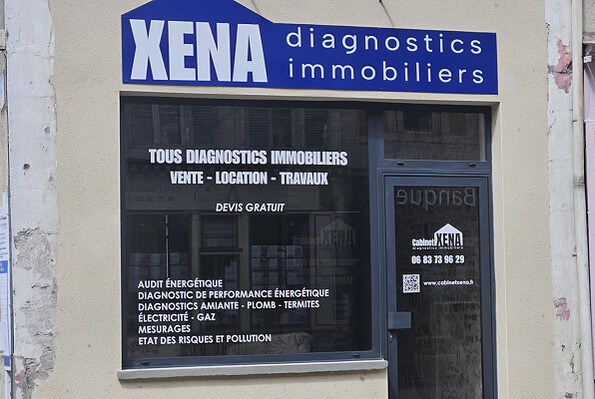 XENA diagnostics
immobiliers
TOUS DIAGNOSTICS IMMOBILIERS
VENTE - LOCATION - TRAVAUX
DEVIS GRATUIT
AUDIT ÉNERGÉTIQUE
DIAGNOSTIC DE PERFORMANCE ÉNERGÉTIQUE
DIAGNOSTICS AMIANTE - PLOMB - TERMITES
ÉLECTRICITÉ - GAZ
MESURAGES
ETAT DES RISQUES ET POLLUTION
Banque
Cabinet XENA
diagnostics immobiliers
06 83 73 96 29
www.cabinetxena.fr